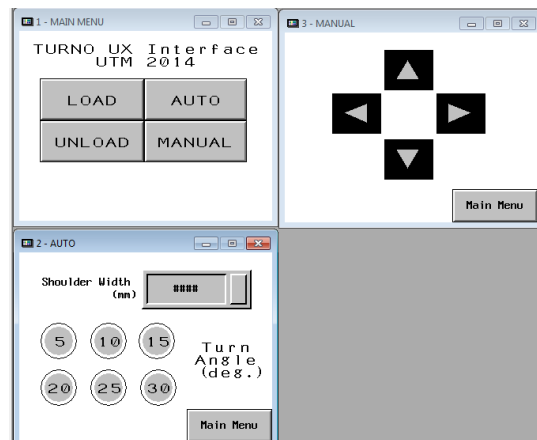 1 - MAIN MENU
TURNO UX Interface
UTM 2014
LOAD
AUTO
UNLOAD
MANUAL
3 - MANUAL
Main Menu
2 - AUTO
Shoulder Width
(mm)
####
5
10
15
20
25
30
Turn
Angle
(deg.)
Main Menu